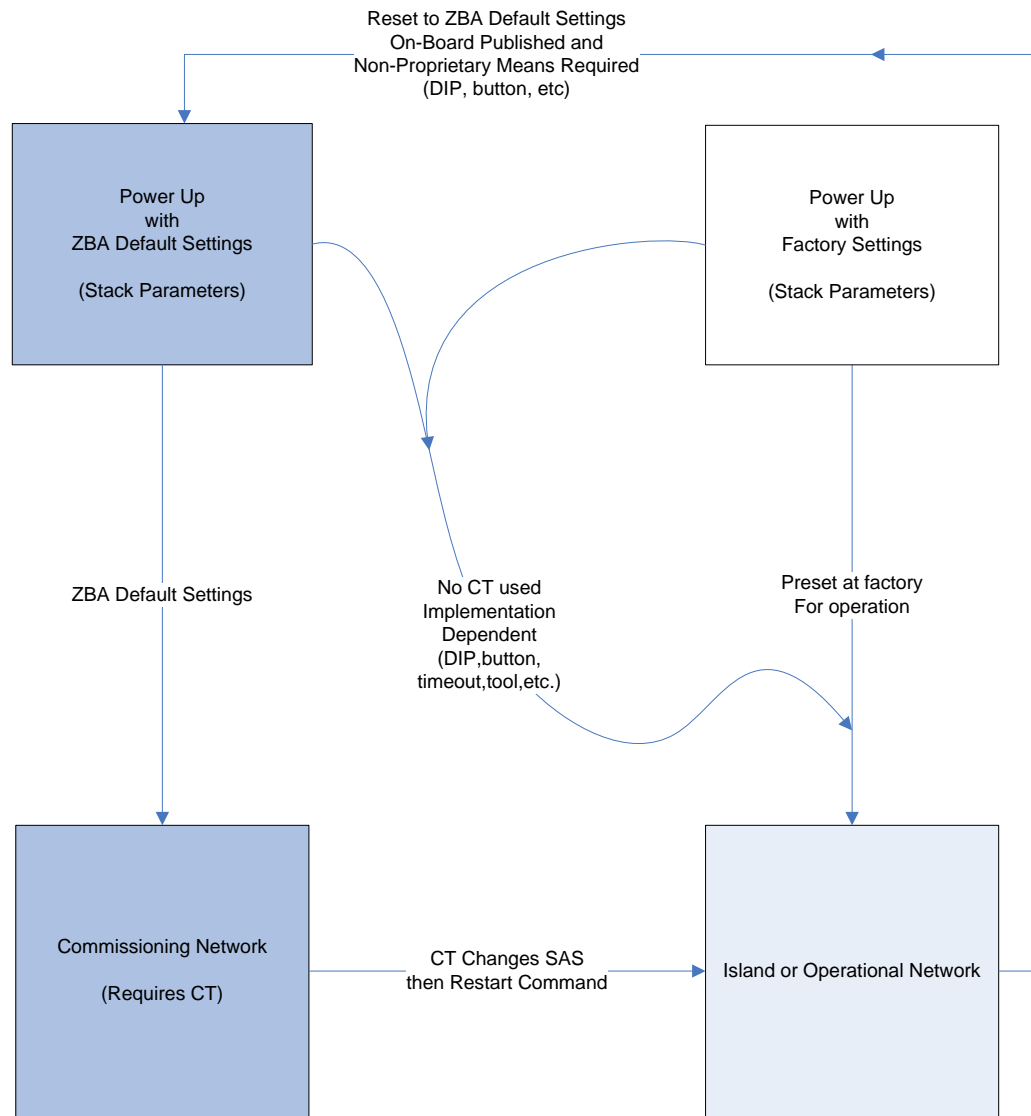 Reset to ZBA Default Settings
On-Board Published and
Non-Proprietary Means Required
(DIP, button, etc)
Power Up
with
ZBA Default Settings
(Stack Parameters)
Power Up
with
Factory Settings
(Stack Parameters)
ZBA Default Settings
No CT used
Implementation
Dependent
(DIP,button,
timeout,tool,etc.)
Preset at factory
For operation
Commissioning Network
(Requires CT)
CT Changes SAS
then Restart Command
Island or Operational Network